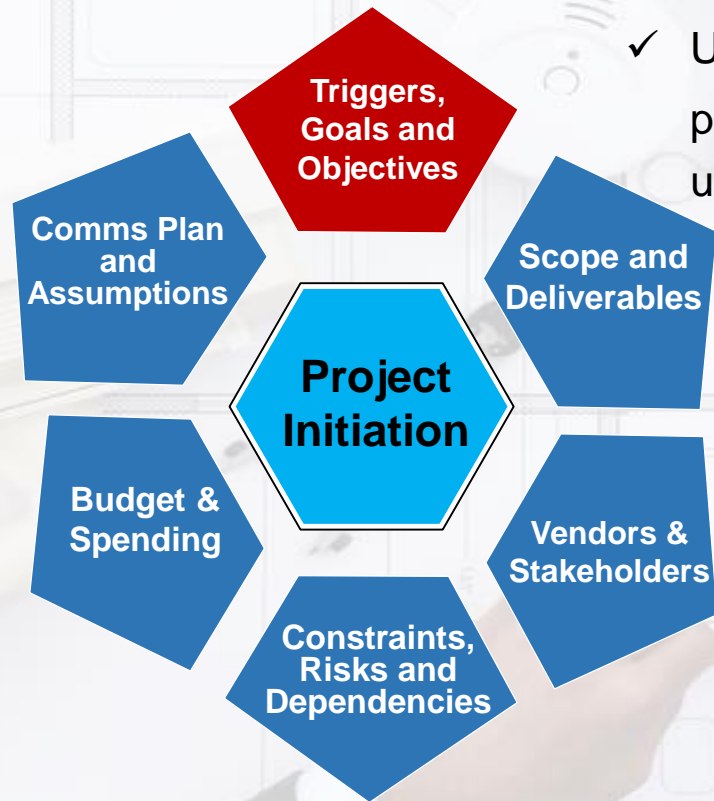 Triggers,
Goals and
Objectives
Scope and
Deliverables
Vendors &
Stakeholders
Constraints,
Risks and
Dependencies
Budget &
Spending
Comms Plan
and
Assumptions
Project
Initiation